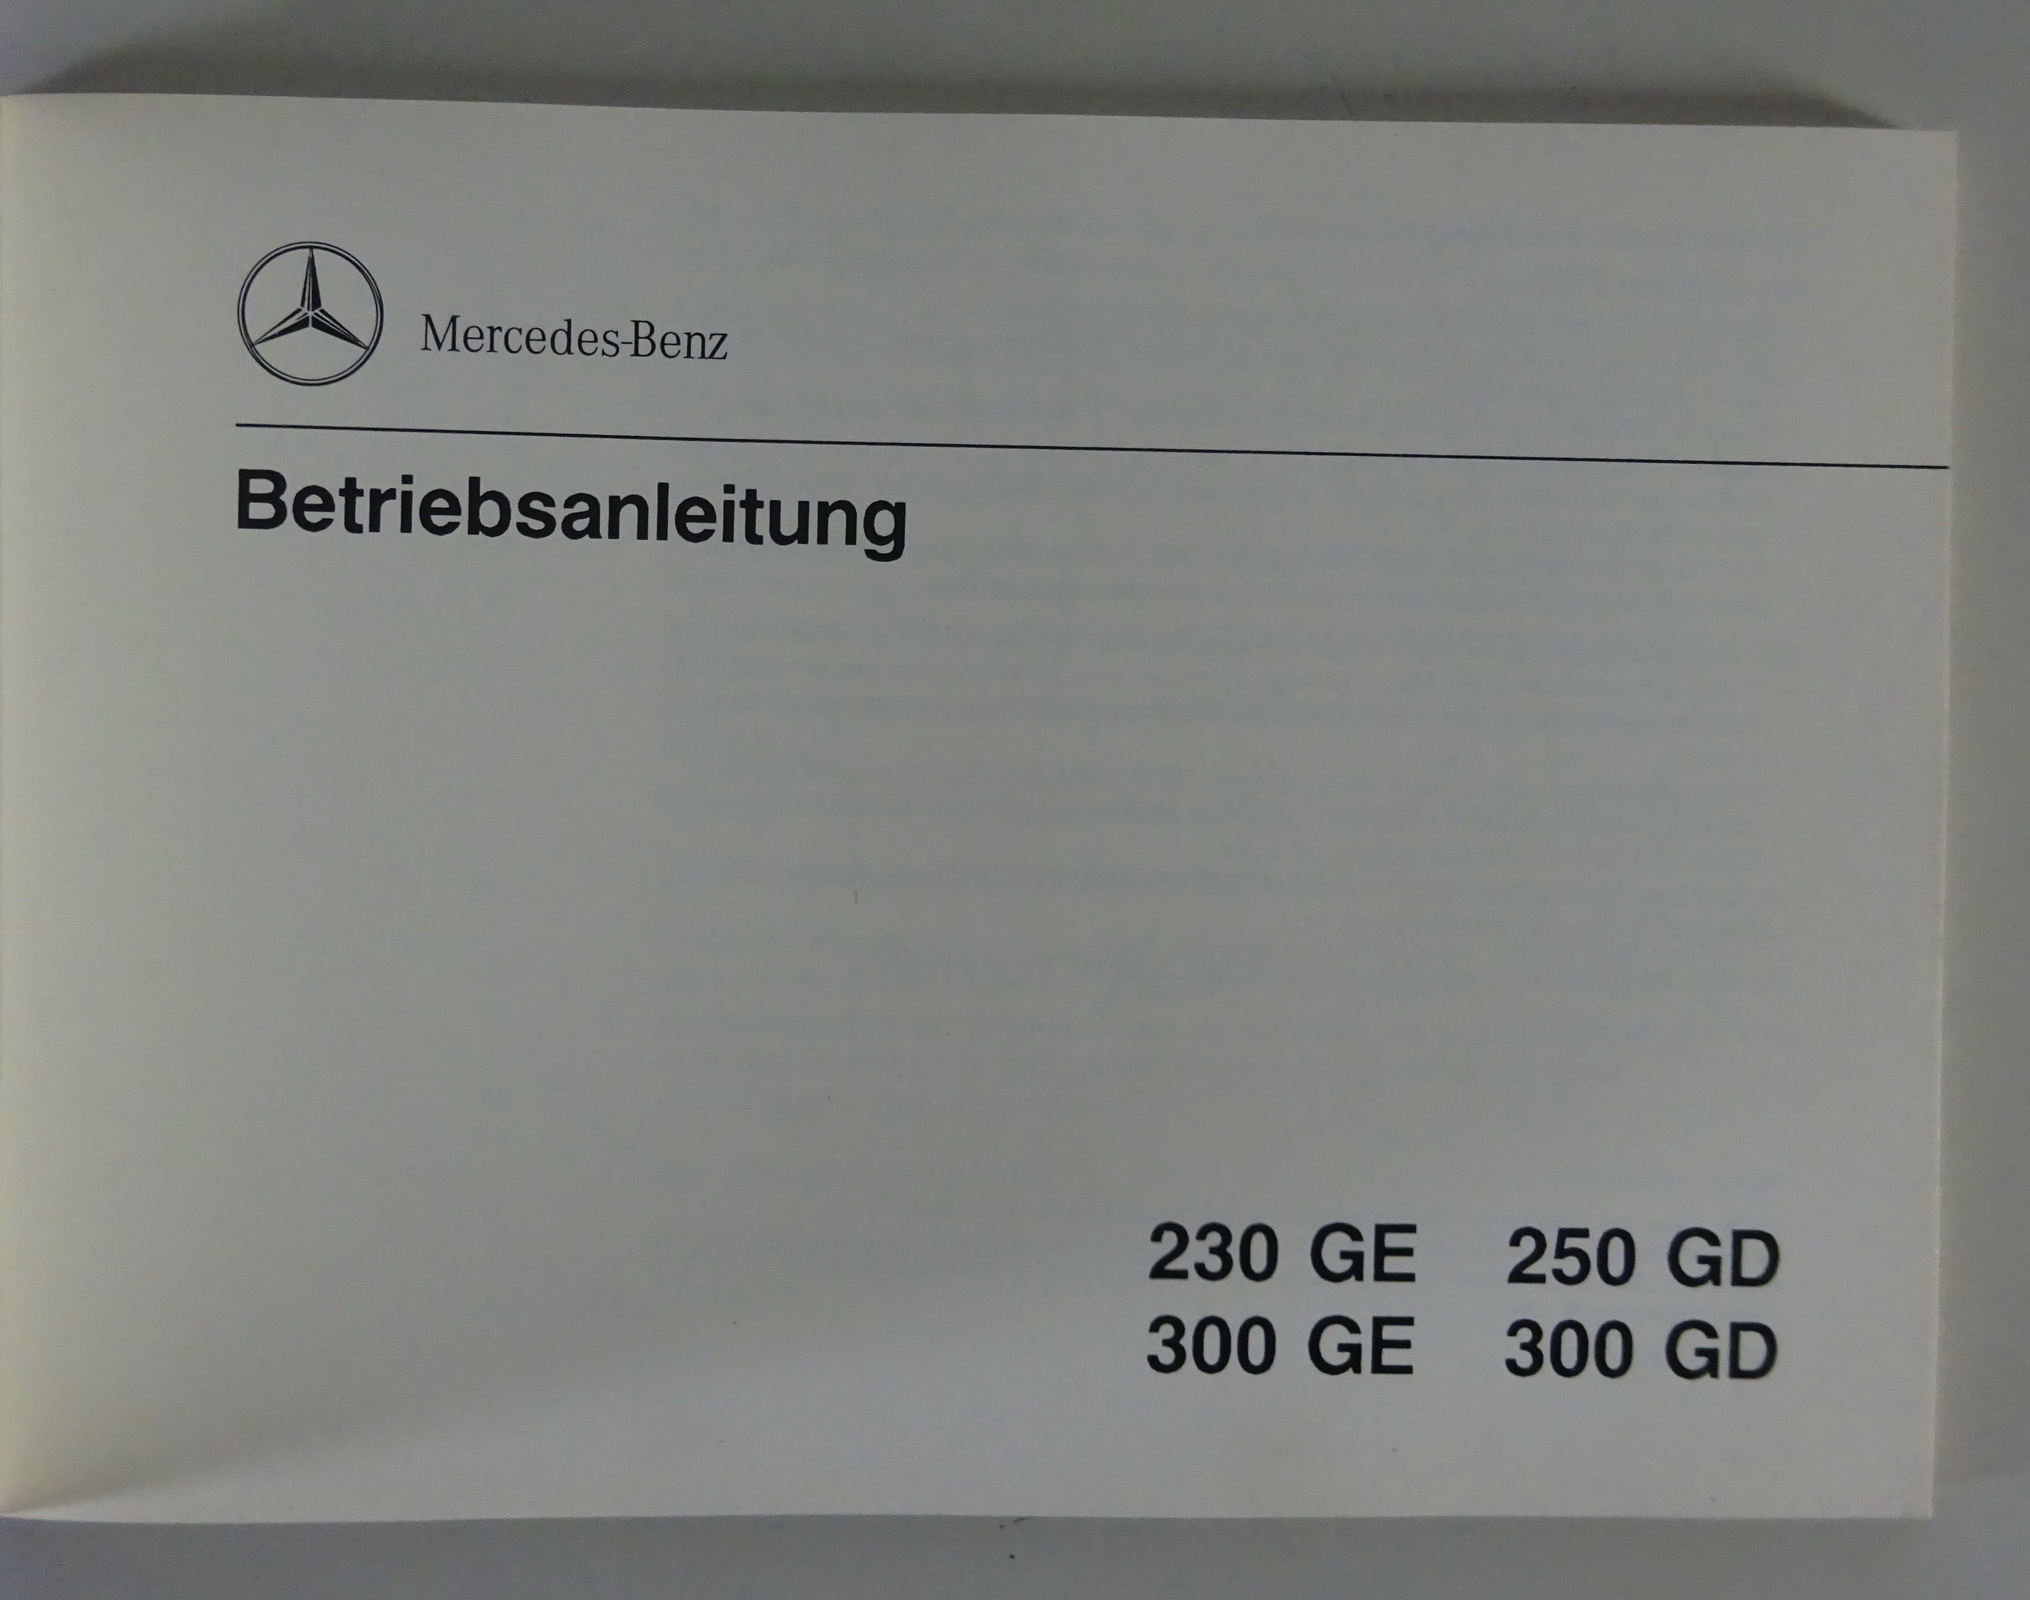 Mercedes-Benz
Betriebsanleitung
230 GE 250 GD
300 GE 300 GD